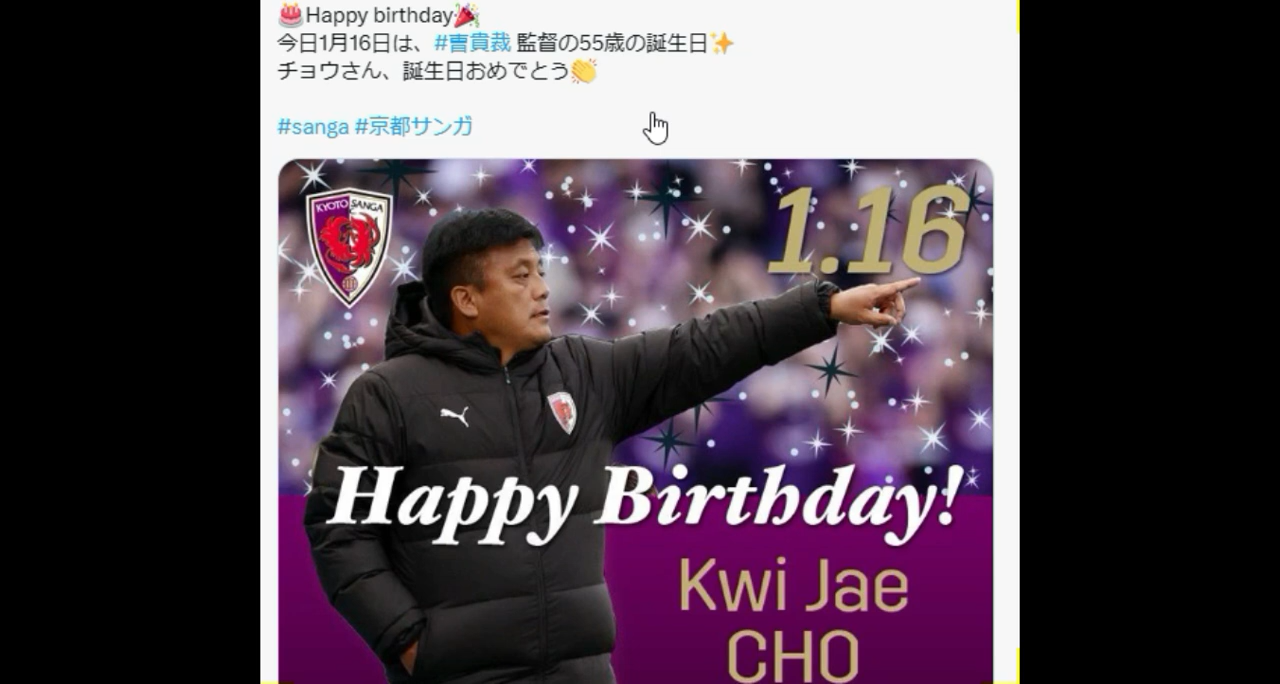 🎂Happy birthday🎉
今日1月16日は、#曺貴裁 監督の55歳の誕生日✨
チョウさん、誕生日おめでとう👏
#sanga #京都サンガ
KYOTO SANGA
1.16
Happy Birthday!
Kwi Jae
CHO